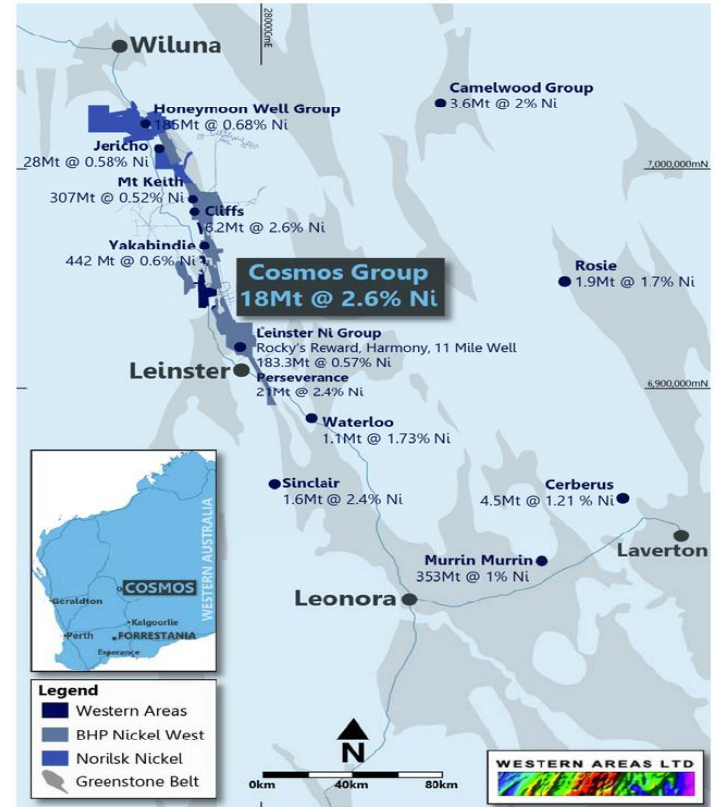 280000mE
Wiluna
Camelwood Group
3.6Mt @ 2% Ni
Honeymoon Well Group
185Mt @ 0.68% Ni
Jericho
28Mt @ 0.58% Ni
7,000,000mN
Mt Keith
307Mt @ 0.52% Ni
Cliffs
6.2Mt @ 2.6% Ni
Yakabindie
442 Mt @ 0.6% Ni
Cosmos Group
18Mt @ 2.6% Ni
Rosie
1.9Mt @ 1.7% Ni
Leinster Ni Group
Rocky's Reward, Harmony, 11 Mile Well
183.3Mt @ 0.57% Ni
Leinster
Perseverance
21Mt @ 2.4% Ni
6,900,000mN
Waterloo
1.1Mt @ 1.73% Ni
Sinclair
1.6Mt @ 2.4% Ni
Cerberus
4.5Mt @ 1.21 % Ni
Laverton
Murrin Murrin
353Mt @ 1% Ni
Leonora
WESTERN AUSTRALIA
COSMOS
Geraldton
Kalgoorlie
Perth
FORRESTANIA
Esperance
Legend
Western Areas
BHP Nickel West
Norilsk Nickel
Greenstone Belt
N
0km 40km 80km
WESTERN AREAS LTD